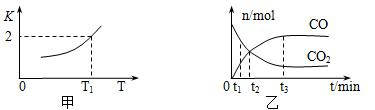 K
2
0
T₁
T
甲
n/mol
CO
CO₂
0
t₁
t₂
t₃
t/min
乙